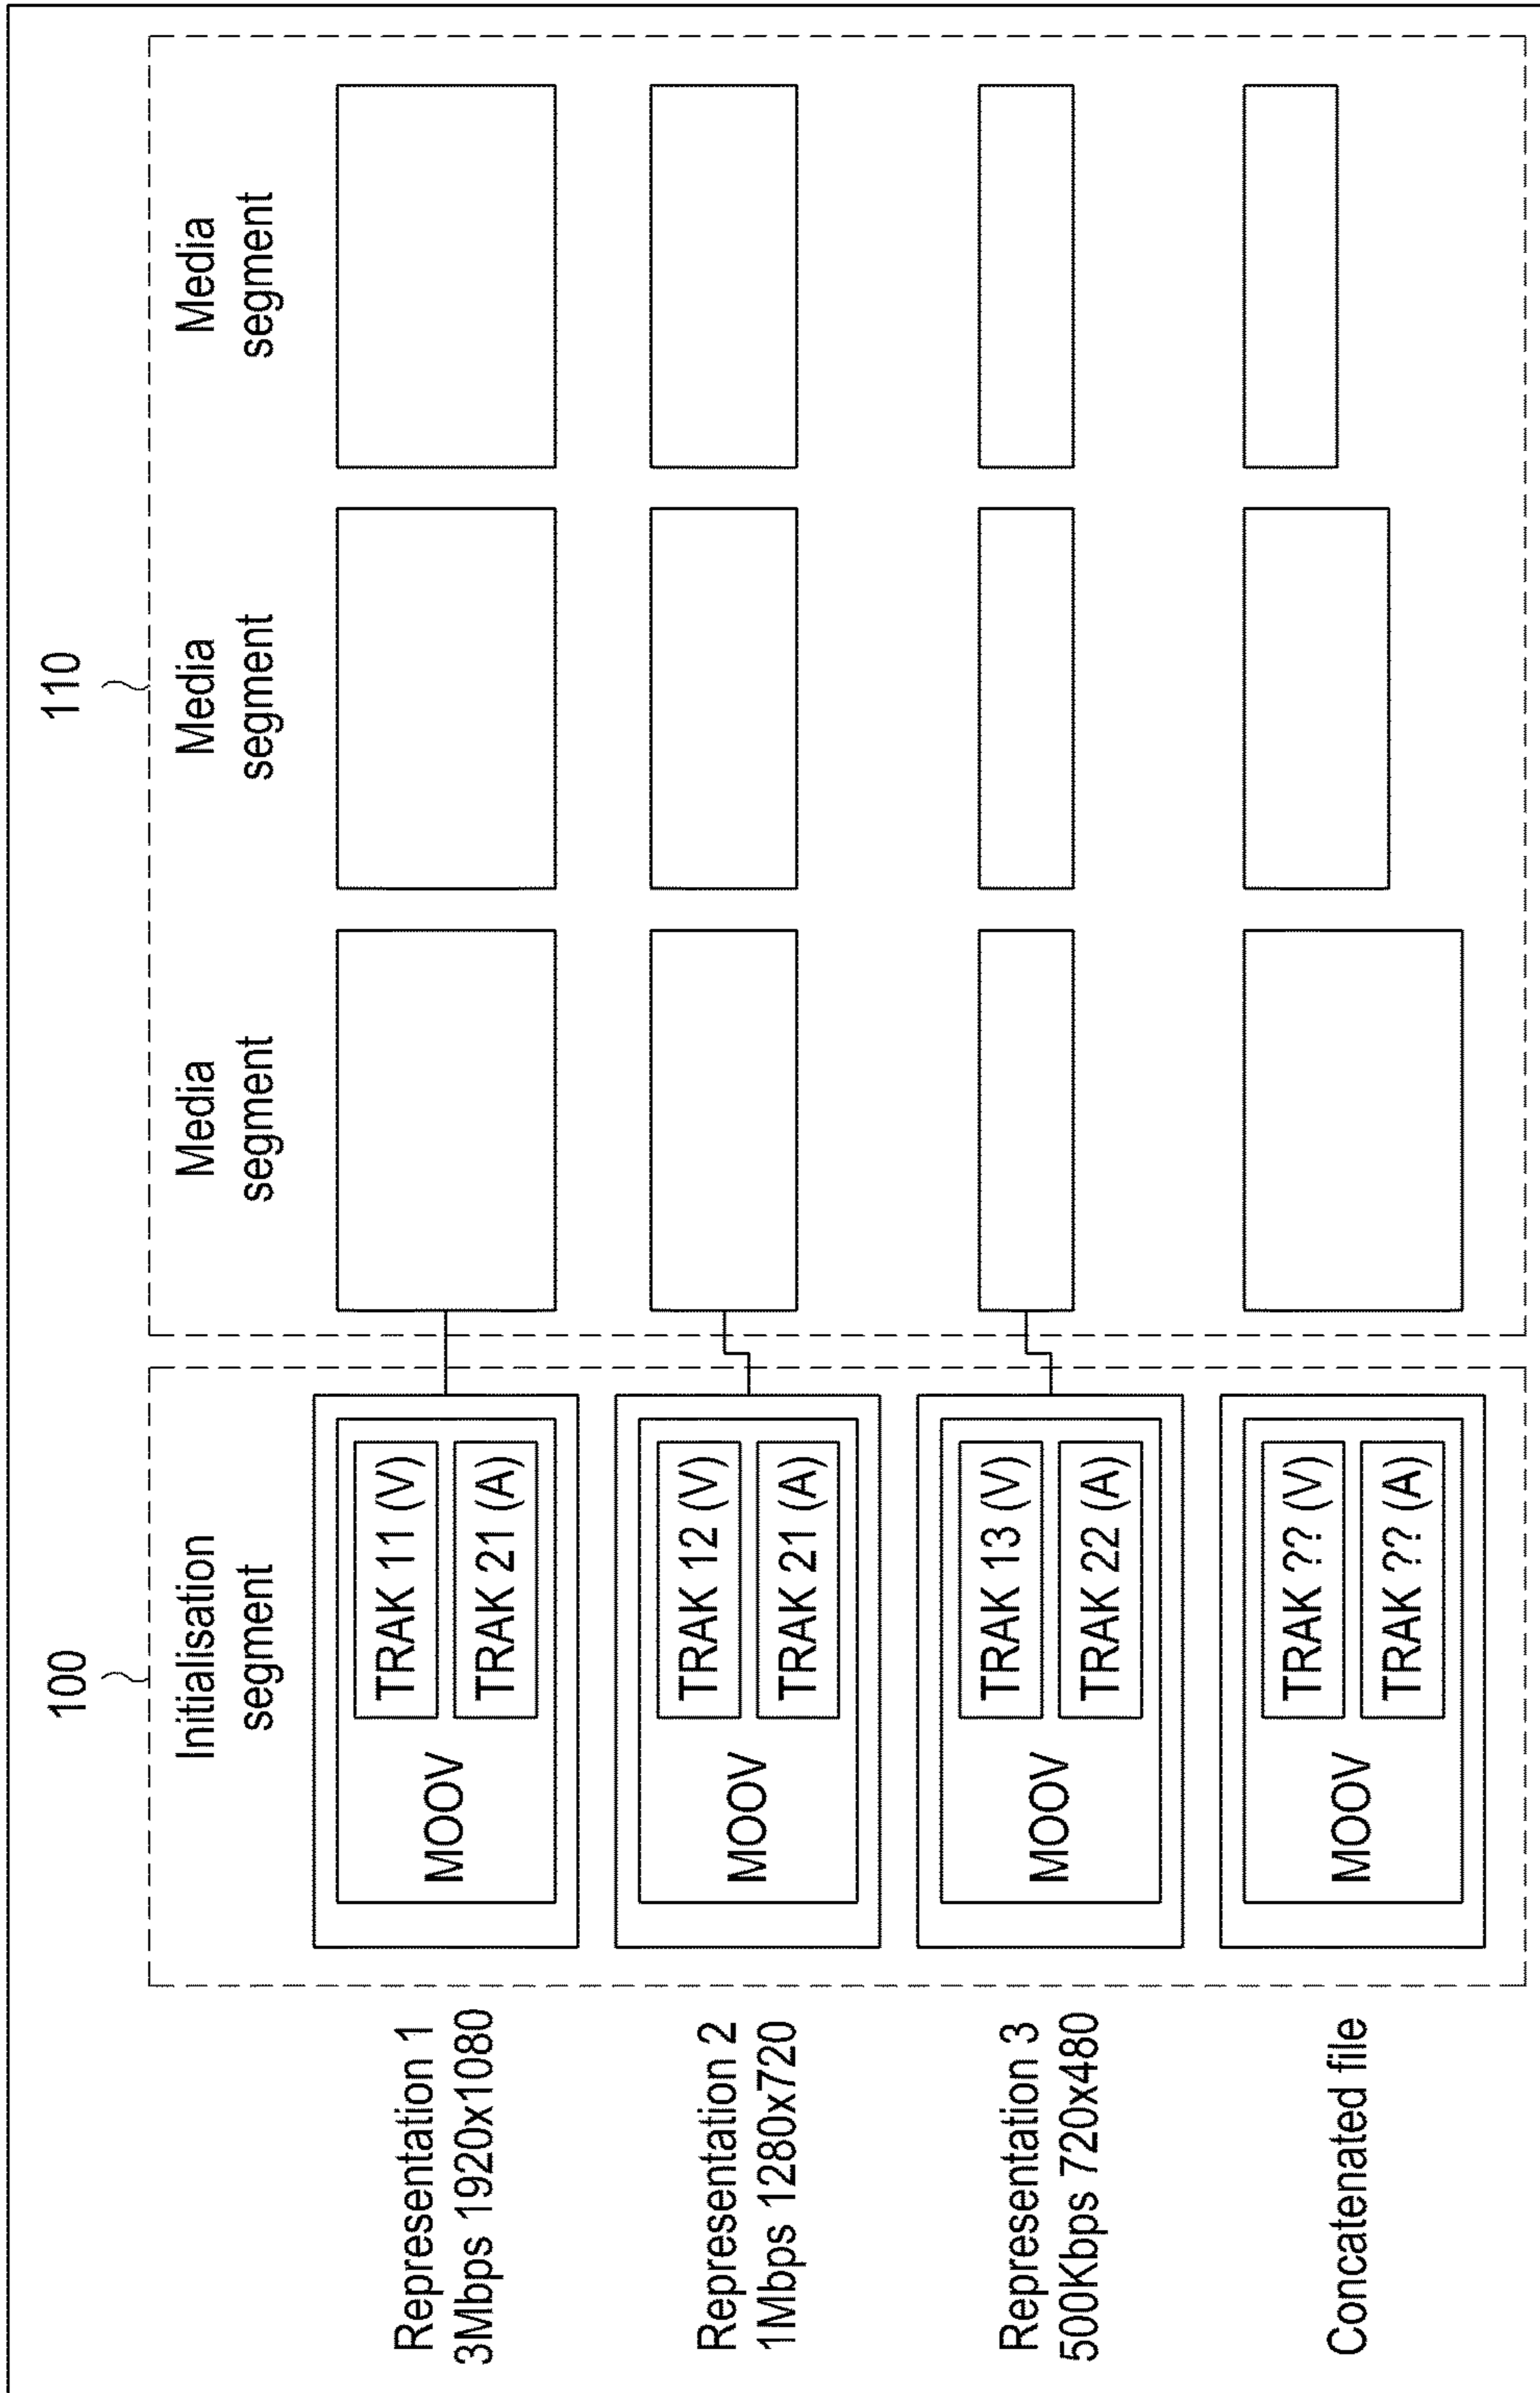 100
110
Initialisation
segment
Media
segment
Media
segment
Media
segment
Representation 1
3Mbps 1920x1080
MOOV
TRAK 11 (V)
TRAK 21 (A)
Representation 2
1Mbps 1280x720
MOOV
TRAK 12 (V)
TRAK 21 (A)
Representation 3
500Kbps 720x480
MOOV
TRAK 13 (V)
TRAK 22 (A)
Concatenated file
MOOV
TRAK ?? (V)
TRAK ?? (A)